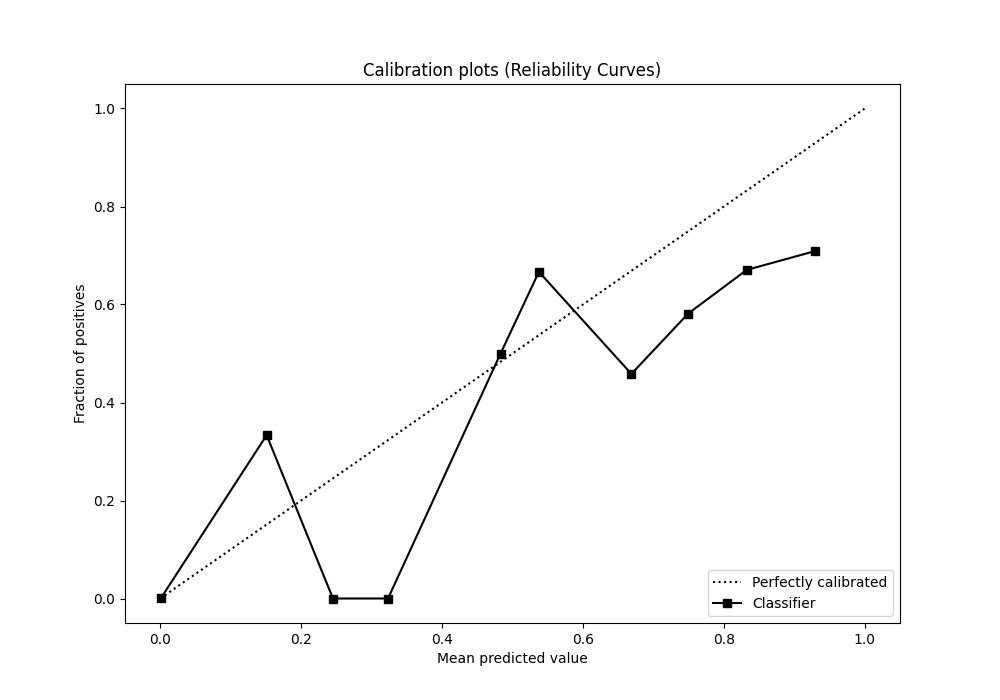 Calibration plots (Reliability Curves)
1.0
0.8
0.6
0.4
0.2
0.0
Fraction of positives
0.0 0.2 0.4 0.6 0.8 1.0
Mean predicted value
Perfectly calibrated
Classifier